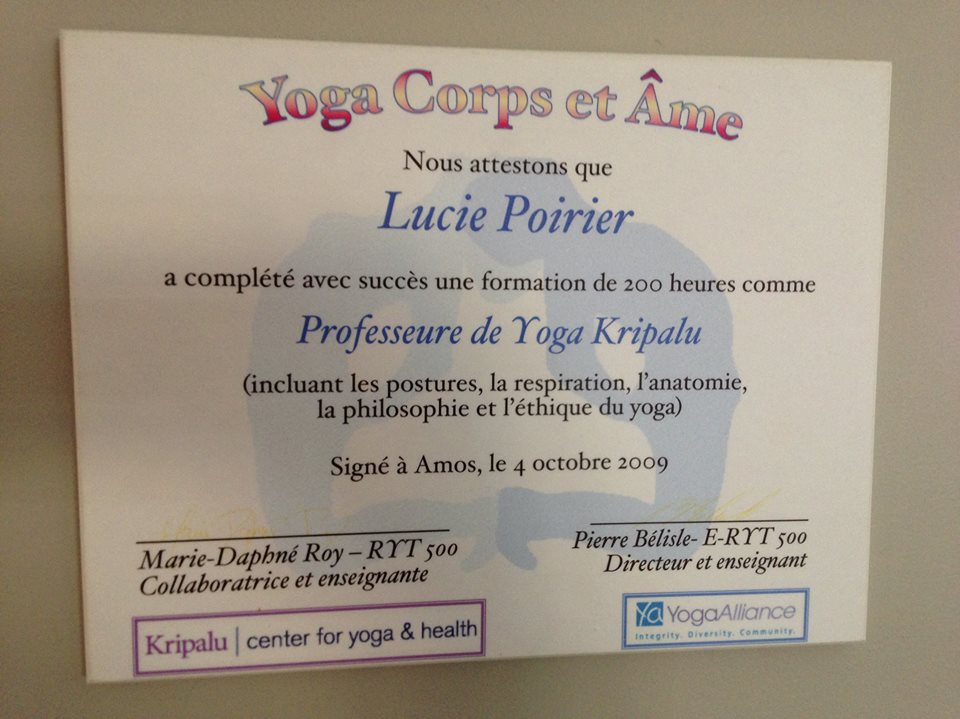 Yoga Corps et Âme
Nous attestons que
Lucie Poirier
a complété avec succès une formation de 200 heures comme
Professeure de Yoga Kripalu
(incluant les postures, la respiration, l'anatomie,
la philosophie et l'éthique du yoga)
Signé à Amos, le 4 octobre 2009
Marie-Daphné Roy – RYT 500
Collaboratrice et enseignante
Pierre Bélisle- E-RYT 500
Directeur et enseignant
Kripalu | center for yoga & health
Ya YogaAlliance
Integrity. Diversity. Community.